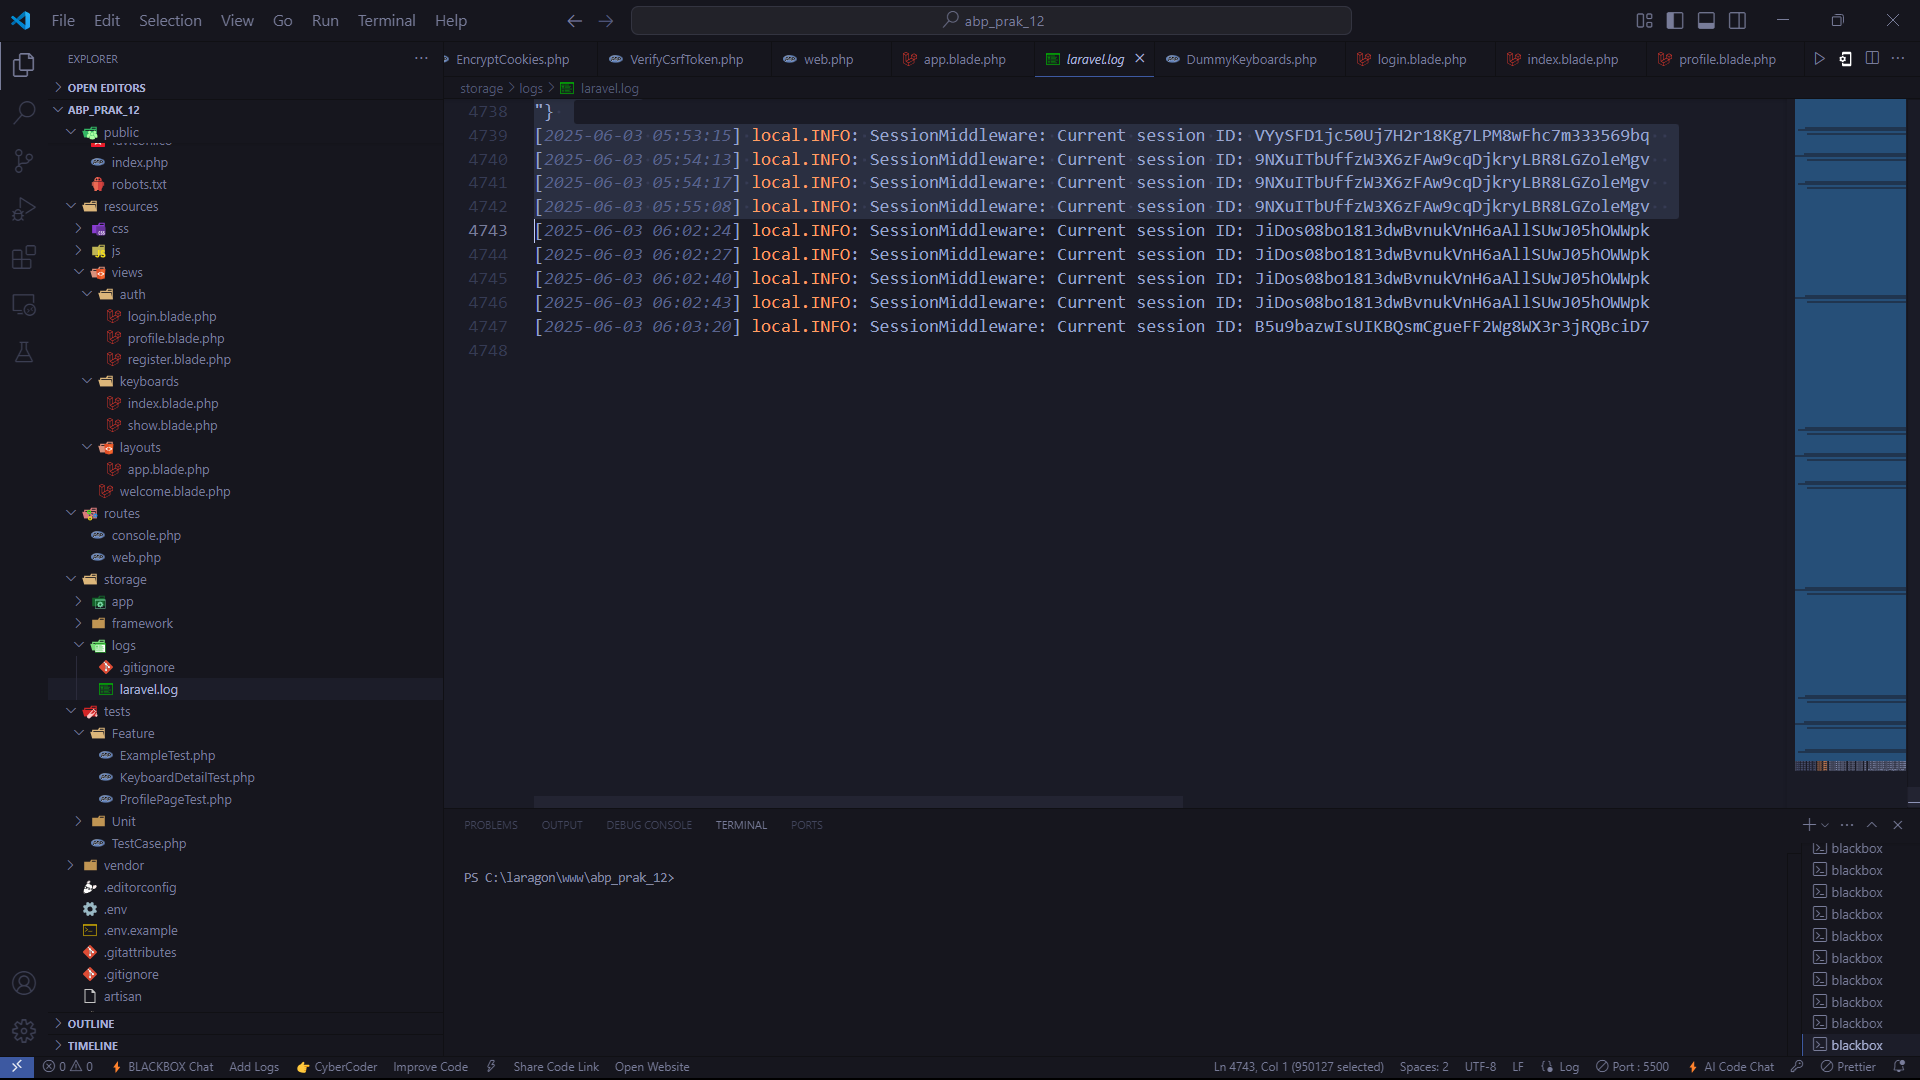 File Edit Selection View Go Run Terminal Help
abp_prak_12
EXPLORER
OPEN EDITORS
ABP_PRAK_12
public
index.php
robots.txt
resources
css
js
views
auth
login.blade.php
profile.blade.php
register.blade.php
keyboards
index.blade.php
show.blade.php
layouts
app.blade.php
welcome.blade.php
routes
console.php
web.php
storage
app
framework
logs
.gitignore
laravel.log
tests
Feature
ExampleTest.php
KeyboardDetailTest.php
ProfilePageTest.php
Unit
TestCase.php
vendor
.editorconfig
.env
.env.example
.gitattributes
.gitignore
artisan
OUTLINE
TIMELINE
EncryptCookies.php VerifyCsrfToken.php web.php app.blade.php laravel.log DummyKeyboards.php login.blade.php index.blade.php profile.blade.php
storage > logs > laravel.log
4738 "}
4739 [2025-06-03 05:53:15] local.INFO: SessionMiddleware: Current session ID: VYySFD1jc50Uj7H2r18Kg7LPM8wFhc7m333569bq
4740 [2025-06-03 05:54:13] local.INFO: SessionMiddleware: Current session ID: 9NXuITbUffzW3X6zFAw9cqDjkryLBR8LGZoleMgv
4741 [2025-06-03 05:54:17] local.INFO: SessionMiddleware: Current session ID: 9NXuITbUffzW3X6zFAw9cqDjkryLBR8LGZoleMgv
4742 [2025-06-03 05:55:08] local.INFO: SessionMiddleware: Current session ID: 9NXuITbUffzW3X6zFAw9cqDjkryLBR8LGZoleMgv
4743 [2025-06-03 06:02:24] local.INFO: SessionMiddleware: Current session ID: JiDos08bo1813dwBvnukVnH6aAllSUwJ05hOWWpk
4744 [2025-06-03 06:02:27] local.INFO: SessionMiddleware: Current session ID: JiDos08bo1813dwBvnukVnH6aAllSUwJ05hOWWpk
4745 [2025-06-03 06:02:40] local.INFO: SessionMiddleware: Current session ID: JiDos08bo1813dwBvnukVnH6aAllSUwJ05hOWWpk
4746 [2025-06-03 06:02:43] local.INFO: SessionMiddleware: Current session ID: JiDos08bo1813dwBvnukVnH6aAllSUwJ05hOWWpk
4747 [2025-06-03 06:03:20] local.INFO: SessionMiddleware: Current session ID: B5u9bazwIsUIKBQsmCgueFF2Wg8WX3r3jRQBciD7
4748
PROBLEMS OUTPUT DEBUG CONSOLE TERMINAL PORTS
PS C:\laragon\www\abp_prak_12>
blackbox
blackbox
blackbox
blackbox
blackbox
blackbox
blackbox
blackbox
blackbox
blackbox
0 0 BLACKBOX Chat Add Logs CyberCoder Improve Code Share Code Link Open Website Ln 4743, Col 1 (950127 selected) Spaces: 2 UTF-8 LF Log Port : 5500 AI Code Chat Prettier